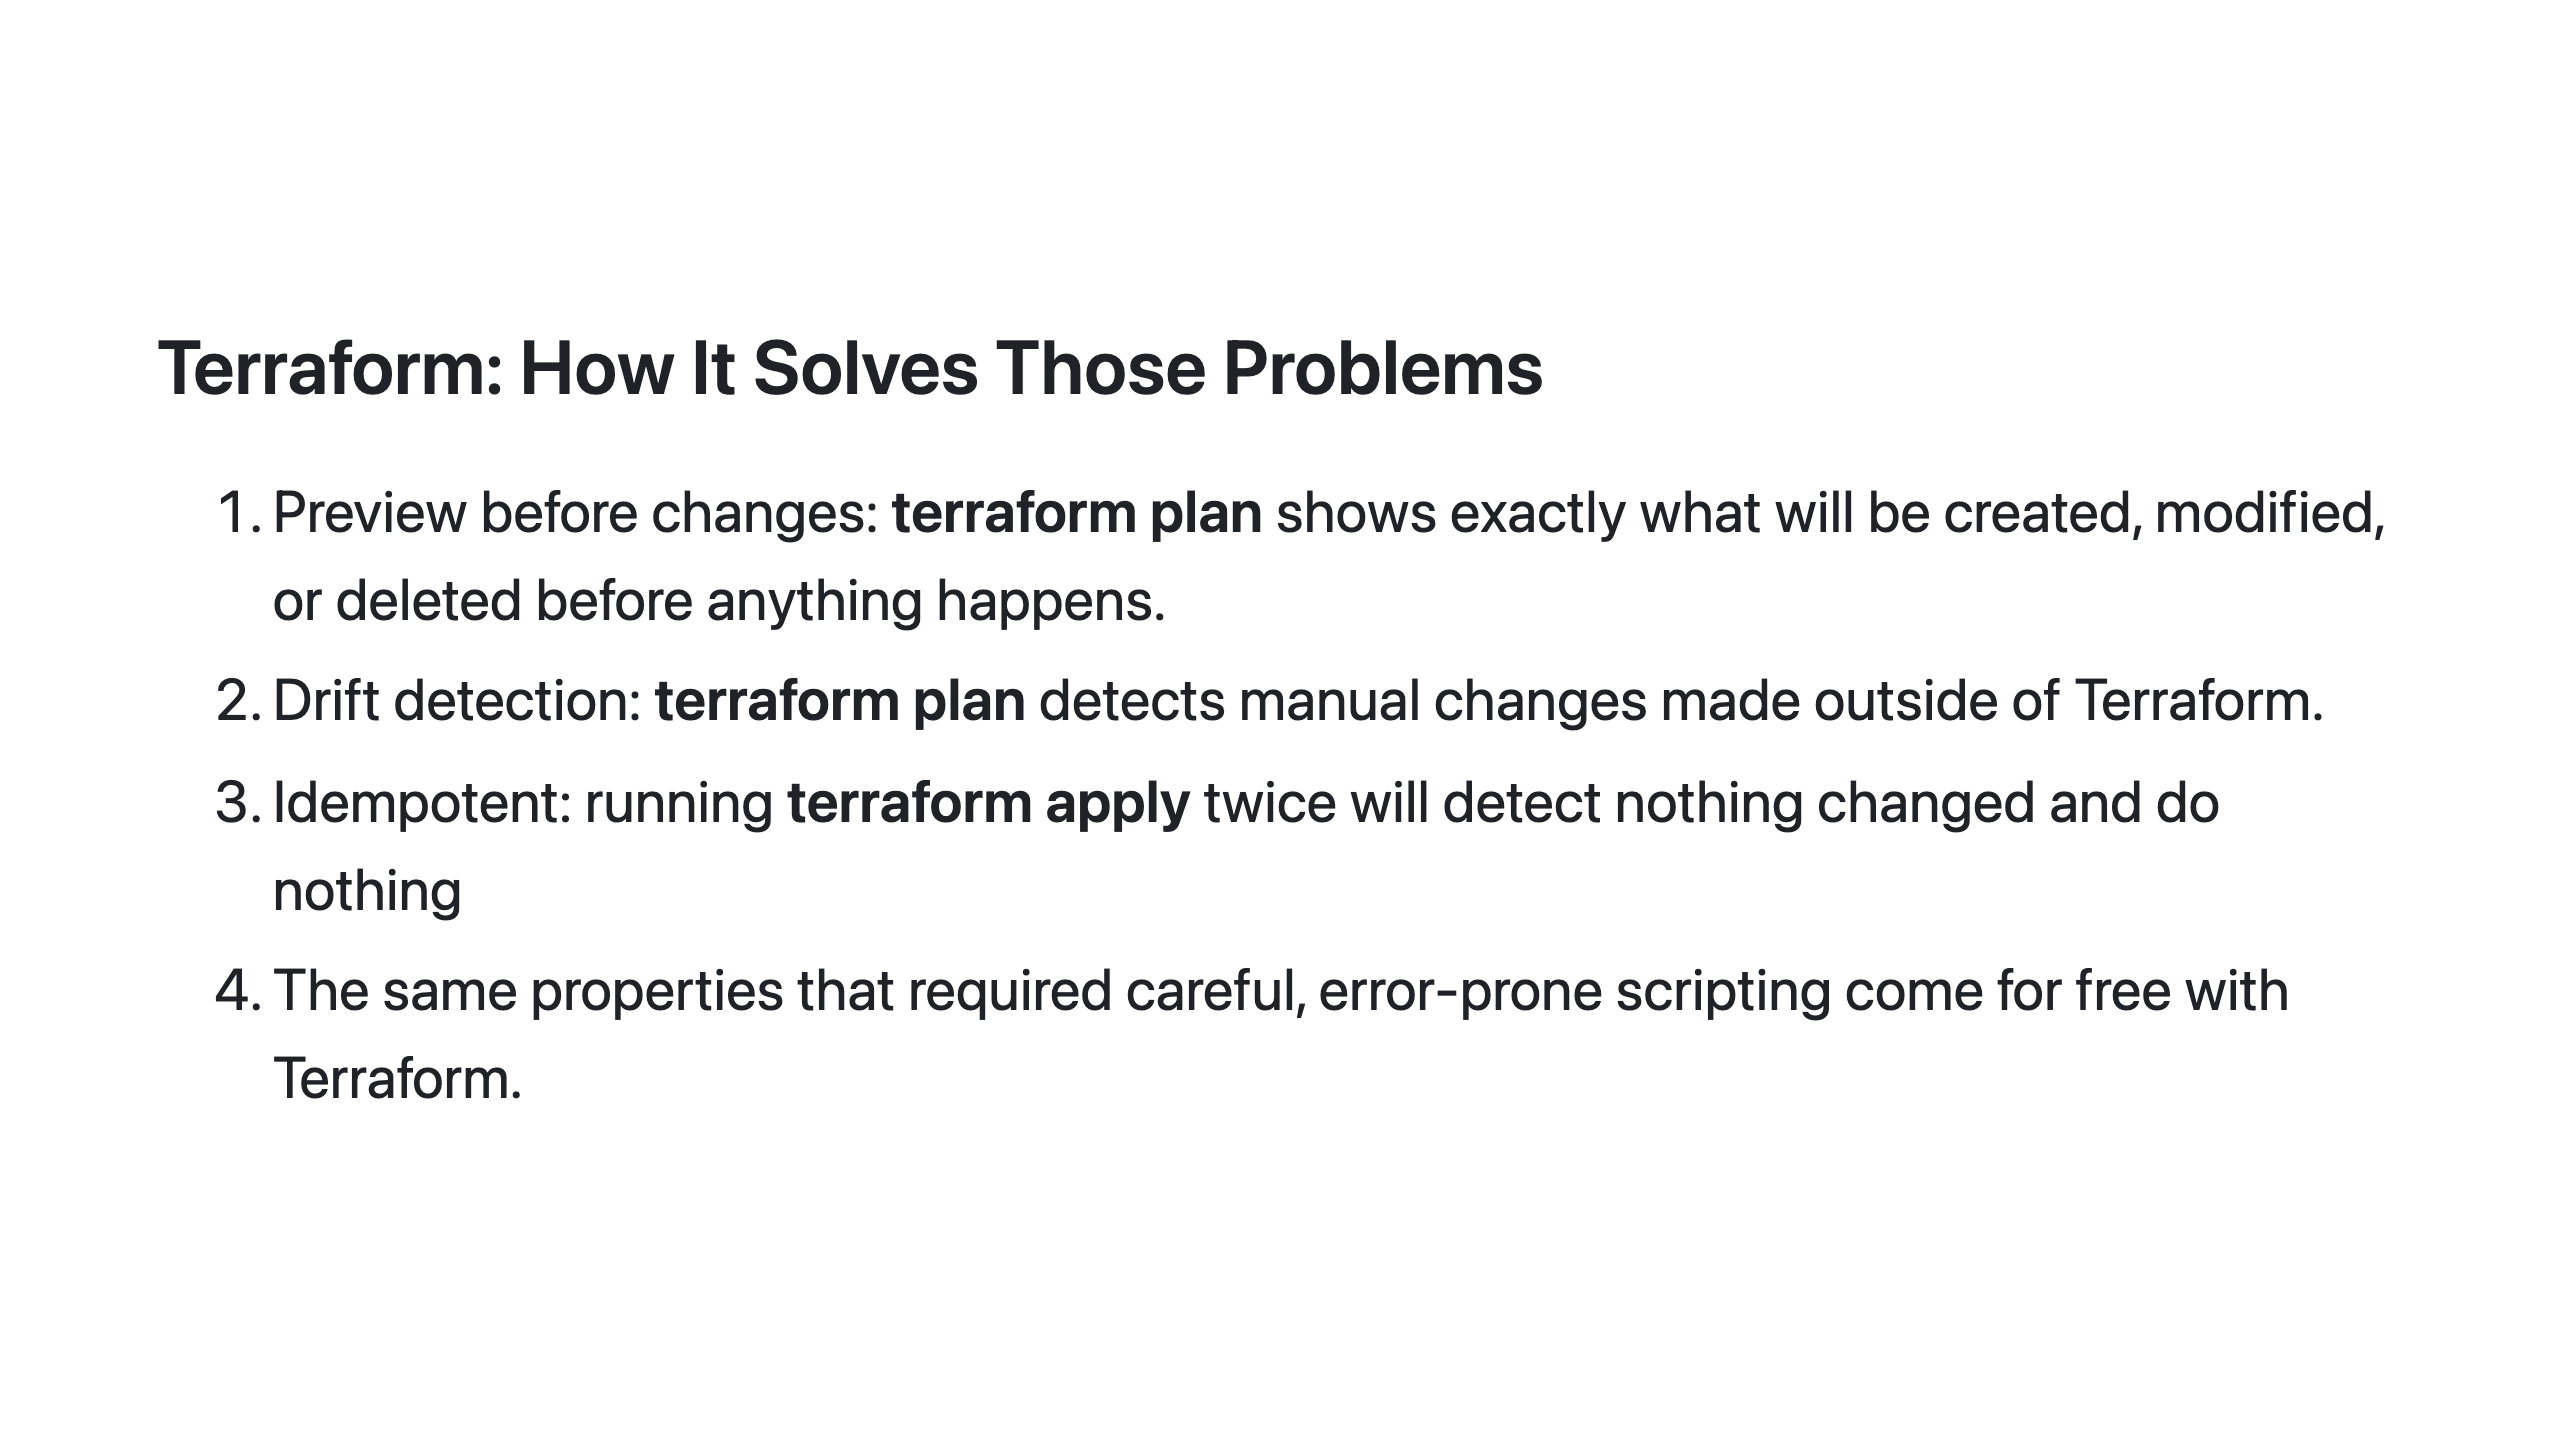 Terraform: How It Solves Those Problems
1. Preview before changes: terraform plan shows exactly what will be created, modified,
or deleted before anything happens.
2. Drift detection: terraform plan detects manual changes made outside of Terraform.
3. Idempotent: running terraform apply twice will detect nothing changed and do
nothing
4. The same properties that required careful, error-prone scripting come for free with
Terraform.